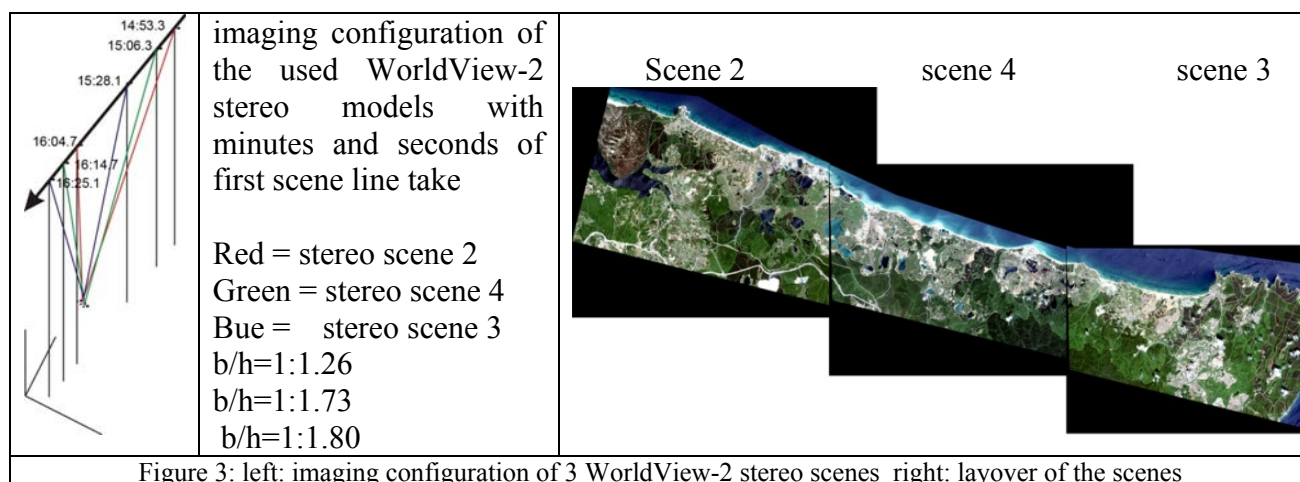 14:53.3
15:06.3
15:28.1
16:04.7
16:14.7
16:25.1
imaging configuration of
the used WorldView-2
stereo models with
minutes and seconds of
first scene line take
Red = stereo scene 2
Green = stereo scene 4
Bue = stereo scene 3
b/h=1:1.26
b/h=1:1.73
b/h=1:1.80
Scene 2 scene 4 scene 3
Figure 3: left: imaging configuration of 3 WorldView-2 stereo scenes right: layover of the scenes